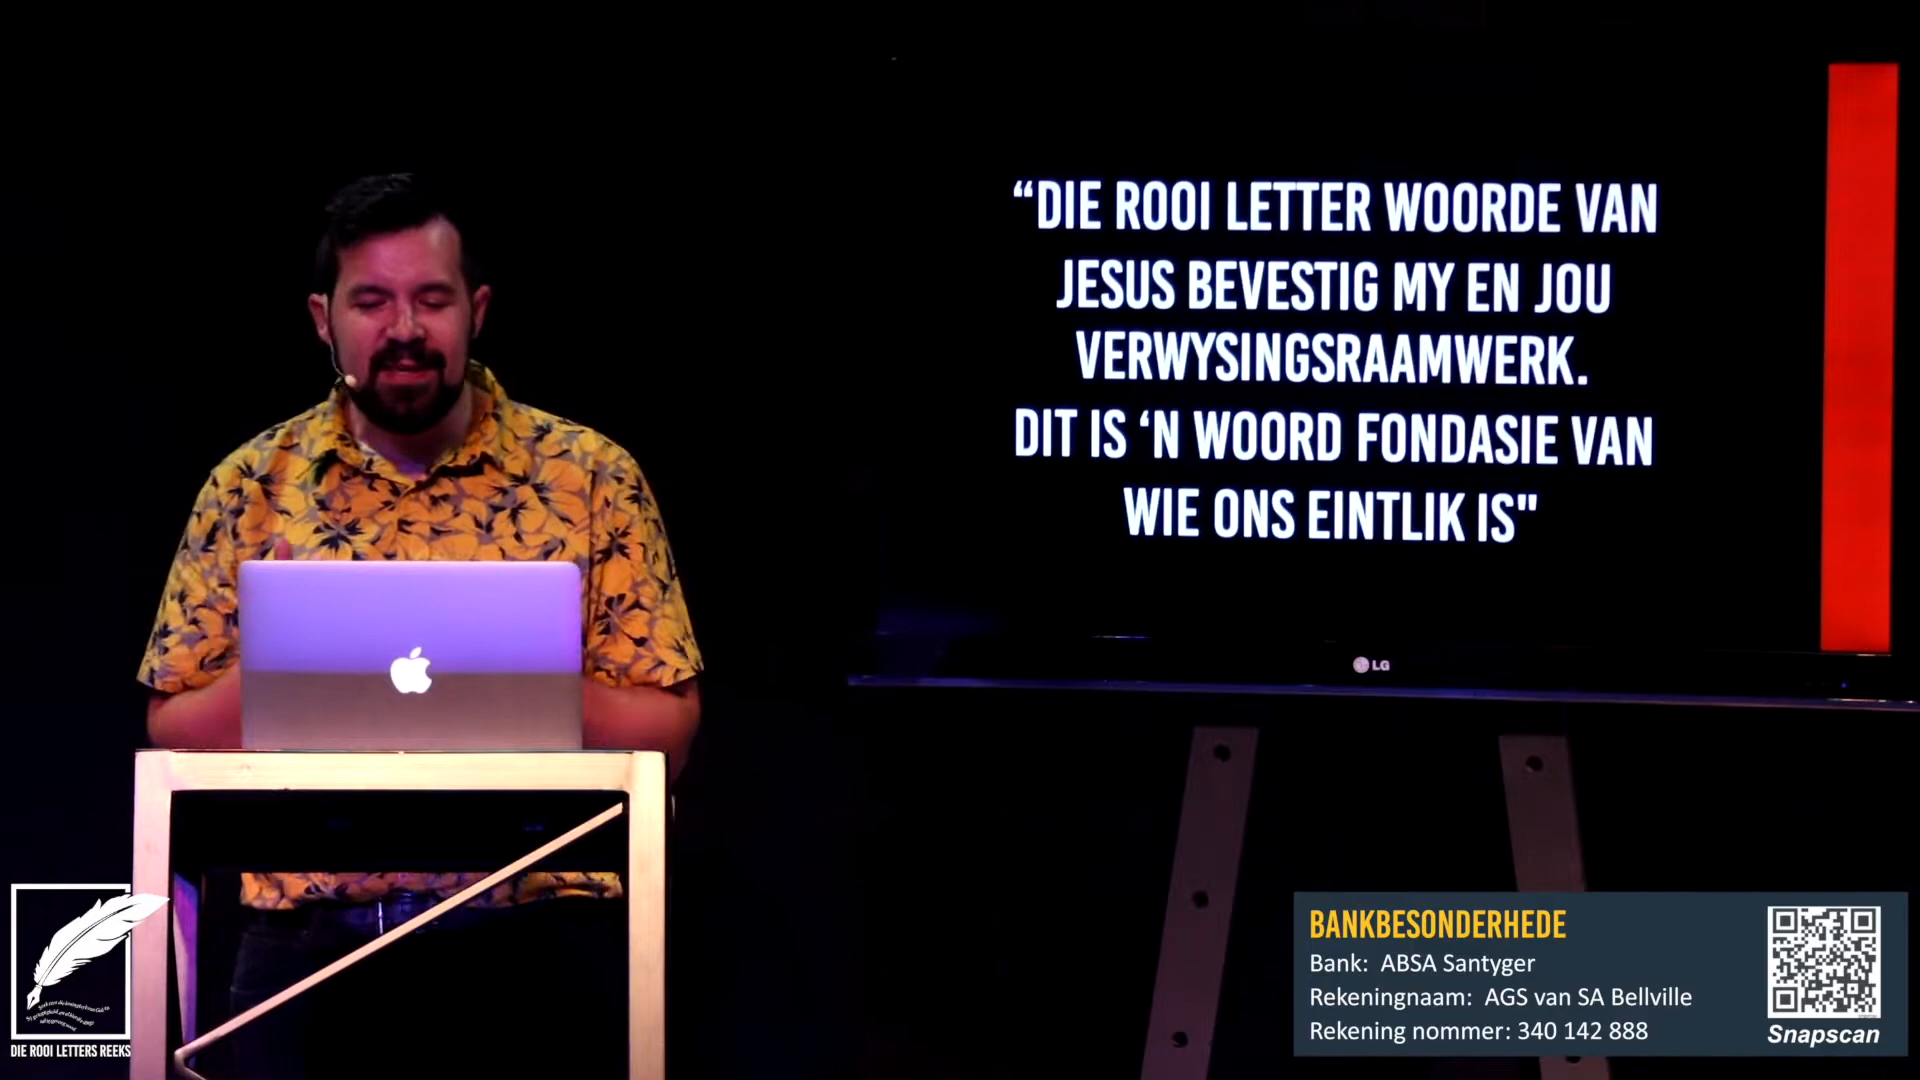 “DIE ROOI LETTER WOORDE VAN
JESUS BEVESTIG MY EN JOU
VERWYSINGSRAAMWERK.
DIT IS ‘N WOORD FONDASIE VAN
WIE ONS EINTLIK IS"
LG
BANKBESONDERHEDE
Bank: ABSA Santyger
Rekeningnaam: AGS van SA Bellville
Rekening nommer: 340 142 888
Snapscan
DIE ROOI LETTERS REEKS